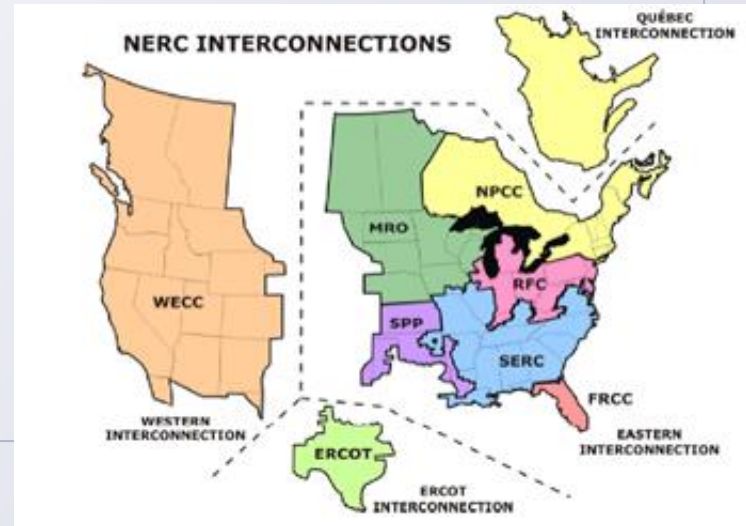 NERC INTERCONNECTIONS
QUÉBEC
INTERCONNECTION
NPCC
MRO
WECC
RFC
SPP
SERC
FRCC
WESTERN
INTERCONNECTION
EASTERN
INTERCONNECTION
ERCOT
ERCOT
INTERCONNECTION